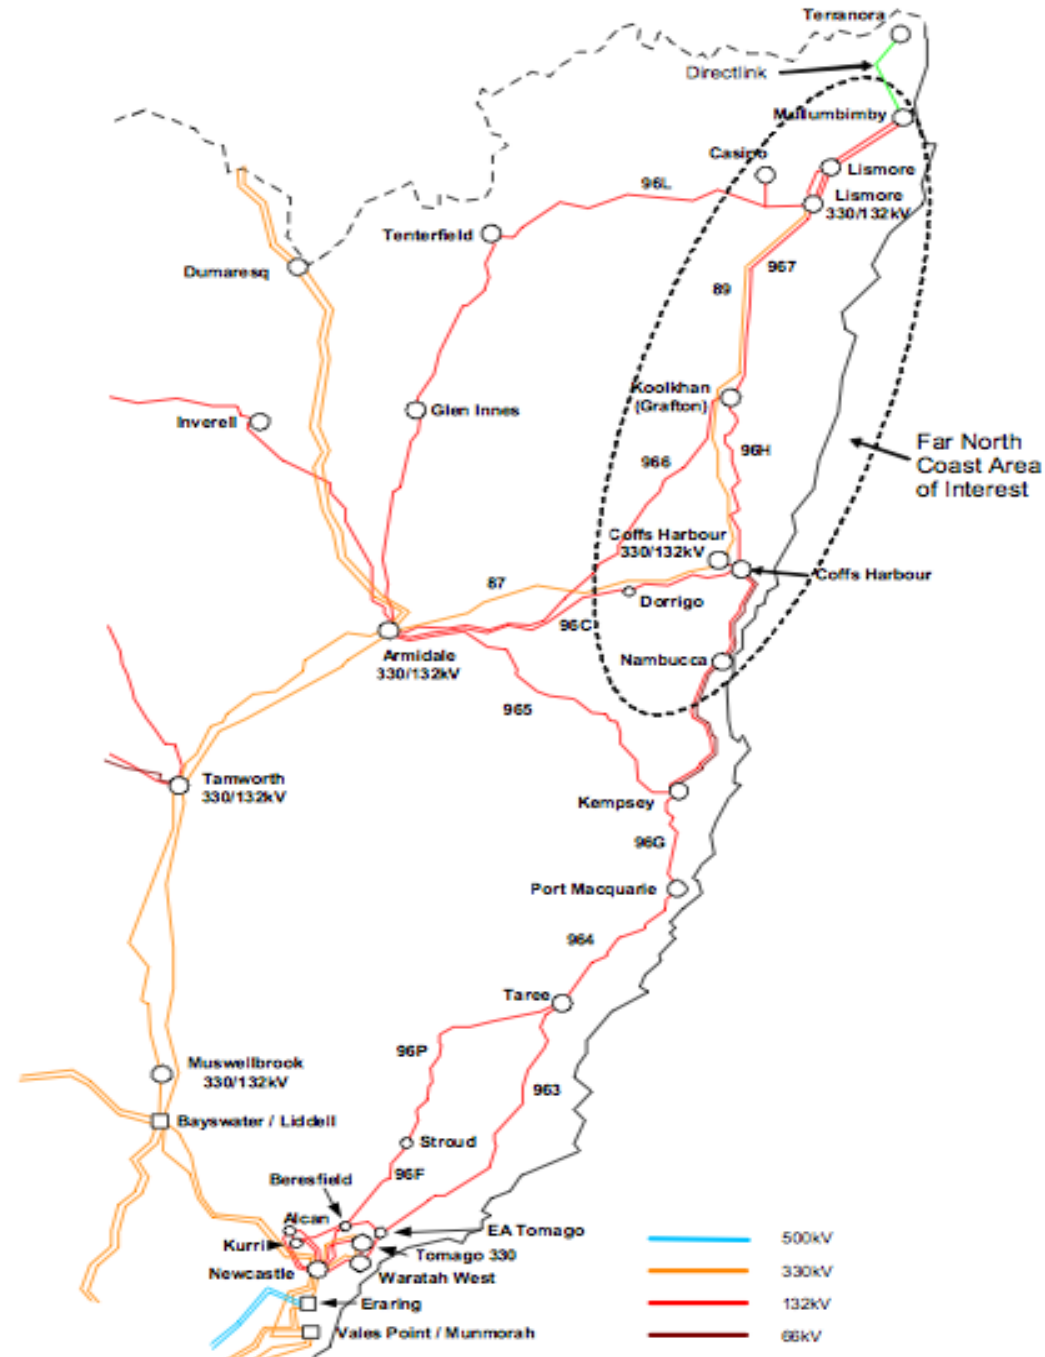 Terranora
Directlink
Mullumbimby
Casino
Lismore
96L
Lismore
330/132kV
Tenterfield
967
Dumaresq
89
Koolkhan
(Grafton)
Glen Innes
Inverell
Far North
Coast Area
of Interest
96H
966
Coffs Harbour
330/132kV
Coffs Harbour
87
Dorrigo
96C
Armidale
330/132kV
Nambucca
965
Tamworth
330/132kV
Kempsey
96G
Port Macquarie
964
Taree
96P
Muswellbrook
330/132kV
963
Bayswater / Liddell
Stroud
96F
Beresfield
Alcan
EA Tomago
Kurri
Tomago 330
Newcastle
Waratah West
Eraring
Vales Point / Munmorah
500kV
330kV
132kV
66kV